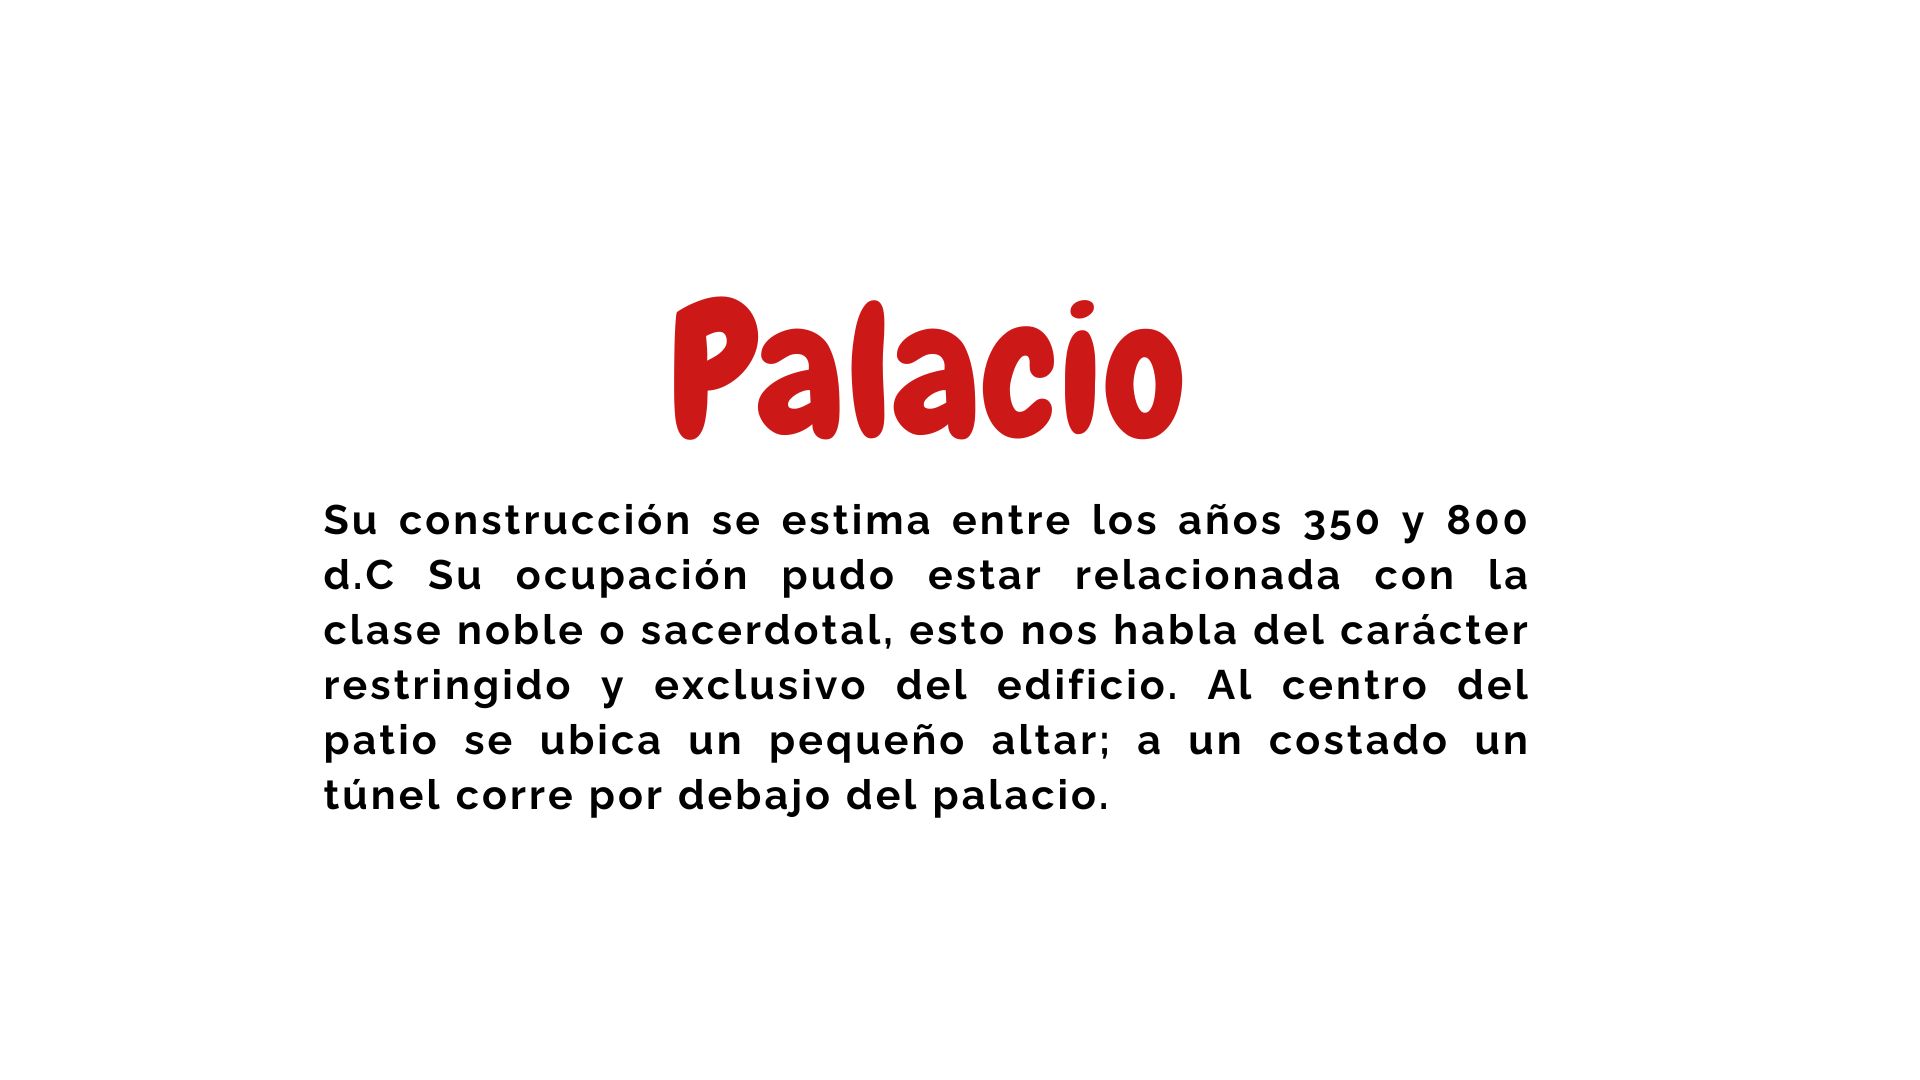 Palacio
Su construcción se estima entre los años 350 y 800
d.C Su ocupación pudo estar relacionada con la
clase noble o sacerdotal, esto nos habla del carácter
restringido y exclusivo del edificio. Al centro del
patio se ubica un pequeño altar; a un costado un
túnel corre por debajo del palacio.